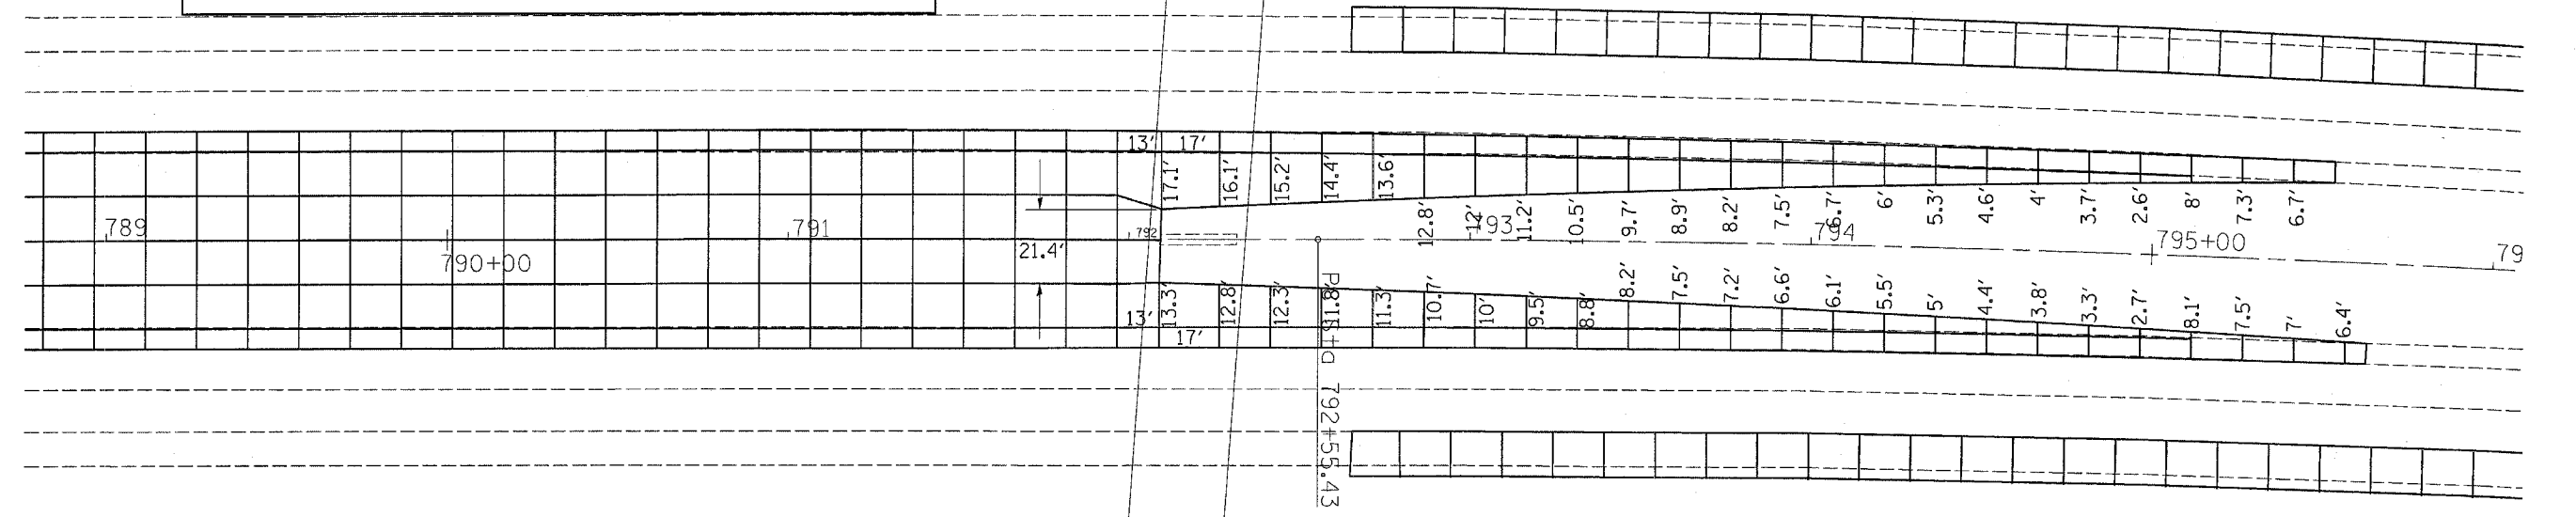 13' 17'
17.1' 16.1' 15.2' 14.4' 13.6'
12.8' 12' 11.2' 10.5' 9.7' 8.9' 8.2' 7.5' 6.7' 6' 5.3' 4.6' 4' 3.7' 2.6' 8' 7.3' 6.7'
789 791 792 793 794 795+00 79
790+00
21.4'
13.3' 12.8' 12.3' 11.8' 11.3' 10.7' 10' 9.5' 8.8' 8.2' 7.5' 7.2' 6.6' 6.1' 5.5' 5' 4.4' 3.8' 3.3' 2.7' 8.1' 7.5' 7' 6.4'
13'
17'
Sta 792+55.43